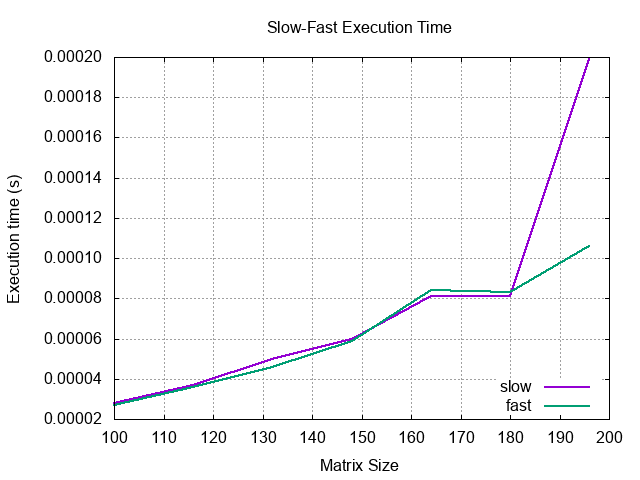 Slow-Fast Execution Time
Execution time (s)
0.00020
0.00018
0.00016
0.00014
0.00012
0.00010
0.00008
0.00006
0.00004
0.00002
slow
fast
100 110 120 130 140 150 160 170 180 190 200
Matrix Size